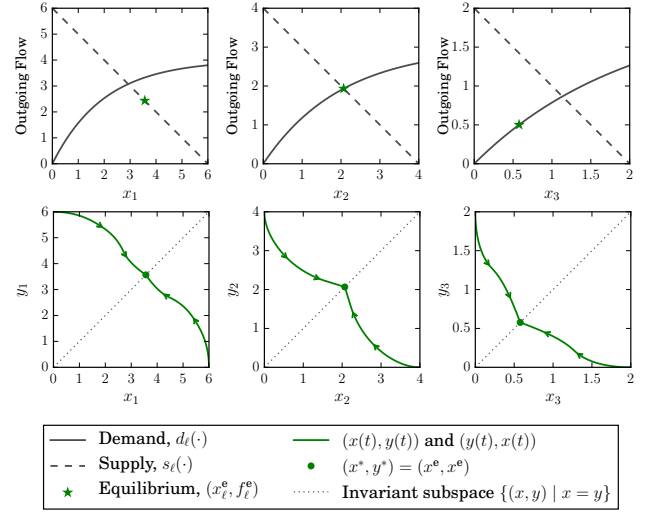 6
5
4
3
2
1
0
0 1 2 3 4 5 6
Outgoing Flow
x₁
4
3
2
1
0
0 1 2 3 4
Outgoing Flow
x₂
2
1.5
1
0.5
0
0 0.5 1 1.5 2
Outgoing Flow
x₃
6
5
4
3
2
1
0
0 1 2 3 4 5 6
y₁
x₁
4
3
2
1
0
0 1 2 3 4
y₂
x₂
2
1.5
1
0.5
0
0 0.5 1 1.5 2
y₃
x₃
Demand, dₗ(·)
Supply, sₗ(·)
Equilibrium, (xₗᵉ, fₗᵉ)
(x(t), y(t)) and (y(t), x(t))
(x*, y*) = (xᵉ, xᵉ)
Invariant subspace {(x, y) | x = y}